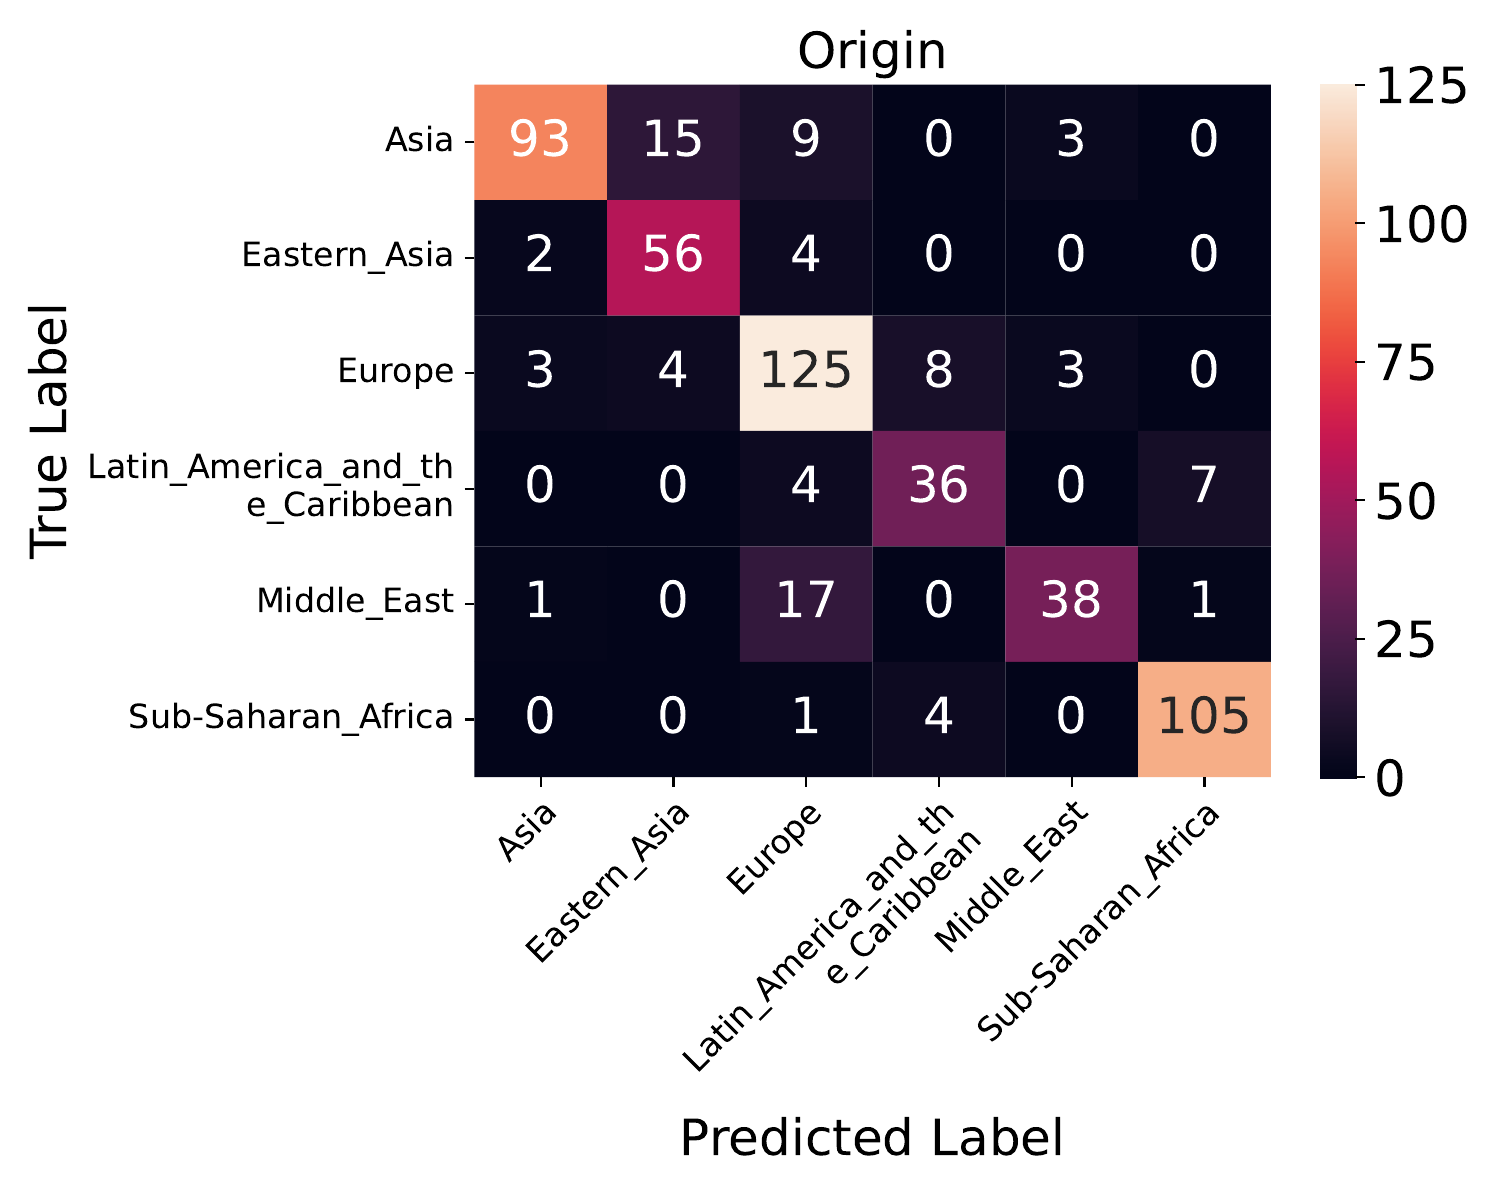 Origin
True Label
Asia
93 15 9 0 3 0
Eastern_Asia
2 56 4 0 0 0
Europe
3 4 125 8 3 0
Latin_America_and_th
e_Caribbean
0 0 4 36 0 7
Middle_East
1 0 17 0 38 1
Sub-Saharan_Africa
0 0 1 4 0 105
Asia
Eastern_Asia
Europe
Latin_America_and_th
e_Caribbean
Middle_East
Sub-Saharan_Africa
Predicted Label
125
100
75
50
25
0